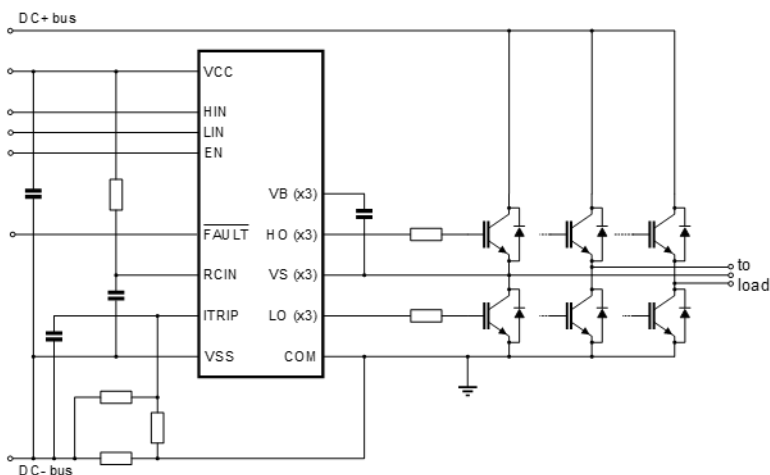 DC+ bus
VCC
HIN
LIN
EN
VB (x3)
FAULT HO (x3)
RCIN VS (x3)
ITRIP LO (x3)
VSS COM
to
load
DC- bus